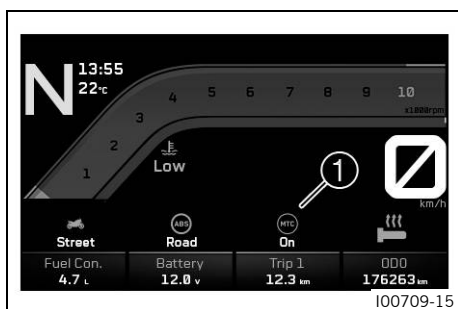 N
13:55
22°C
1 2 3 4 5 6 7 8 9 10
x1000rpm
Low
1
0
km/h
ABS
MTC
Street Road On
Fuel Con. Battery Trip 1 ODO
4.7 L 12.0 V 12.3 km 176263 km
I00709-15